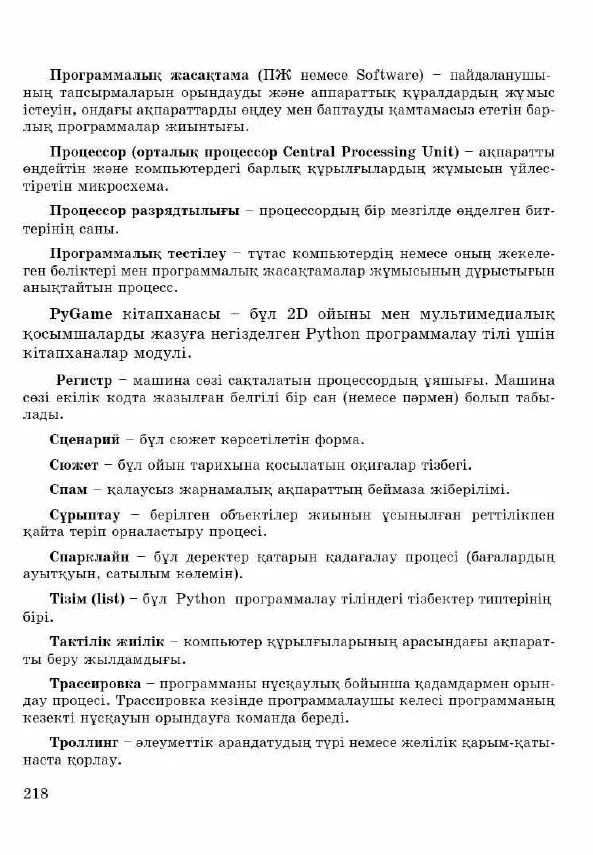 Программалық жасақтама (ПЖ немесе Software) – пайдаланушы-
ның тапсырмаларын орындауды және аппараттық құралдардың жұмыс
істеуін, ондағы ақпараттарды өңдеу мен баптауды қамтамасыз ететін бар-
лық программалар жиынтығы.
Процессор (орталық процессор Central Processing Unit) – ақпаратты
өңдейтін және компьютердегі барлық құрылғылардың жұмысын үйлес-
тіретін микросхема.
Процессор разрядтылығы – процессордың бір мезгілде өңделген бит-
терінің саны.
Программалық тестілеу – тұтас компьютердің немесе оның жекеле-
ген бөліктері мен программалық жасақтамалар жұмысының дұрыстығын
анықтайтын процесс.
PyGame кітапханасы – бұл 2D ойыны мен мультимедиалық
қосымшаларды жазуға негізделген Python программалау тілі үшін
кітапханалар модулі.
Регистр – машина сөзі сақталатын процессордың ұяшығы. Машина
сөзі екілік кодта жазылған белгілі бір сан (немесе пәрмен) болып табы-
лады.
Сценарий – бұл сюжет көрсетілетін форма.
Сюжет – бұл ойын тарихына қосылатын оқиғалар тізбегі.
Спам – қалаусыз жарнамалық ақпараттың беймаза жіберілімі.
Сұрыптау – берілген объектілер жиынын ұсынылған реттілікпен
қайта теріп орналастыру процесі.
Спарклайн – бұл деректер қатарын қадағалау процесі (бағалардың
ауытқуын, сатылым көлемін).
Тізім (list) – бұл Python программалау тіліндегі тізбектер типтерінің
бірі.
Тактілік жиілік – компьютер құрылғыларының арасындағы ақпарат-
ты беру жылдамдығы.
Трассировка – программаны нұсқаулық бойынша қадамдармен орын-
дау процесі. Трассировка кезінде программалаушы келесі программаның
кезекті нұсқауын орындауға команда береді.
Троллинг – әлеуметтік арандатудың түрі немесе желілік қарым-қаты-
наста қорлау.
218